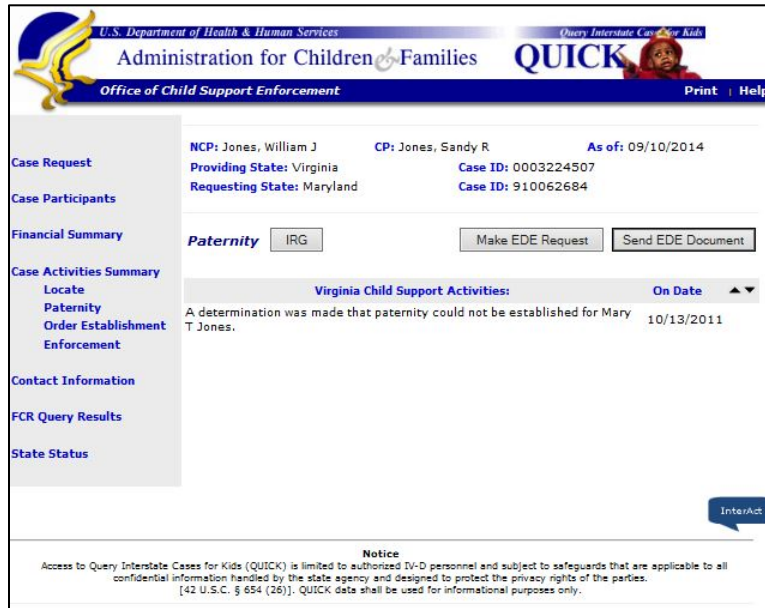 U.S. Department of Health & Human Services
Query Interstate Cases for Kids
Administration for Children & Families
QUICK
Office of Child Support Enforcement
Print | Help
NCP: Jones, William J CP: Jones, Sandy R As of: 09/10/2014
Providing State: Virginia Case ID: 0003224507
Requesting State: Maryland Case ID: 910062684
Case Request
Case Participants
Financial Summary
Case Activities Summary
Locate
Paternity
Order Establishment
Enforcement
Contact Information
FCR Query Results
State Status
Paternity IRG Make EDE Request Send EDE Document
Virginia Child Support Activities: On Date
A determination was made that paternity could not be established for Mary
T Jones.
10/13/2011
InterAct
Notice
Access to Query Interstate Cases for Kids (QUICK) is limited to authorized IV-D personnel and subject to safeguards that are applicable to all
confidential information handled by the state agency and designed to protect the privacy rights of the parties.
[42 U.S.C. § 654 (26)]. QUICK data shall be used for informational purposes only.